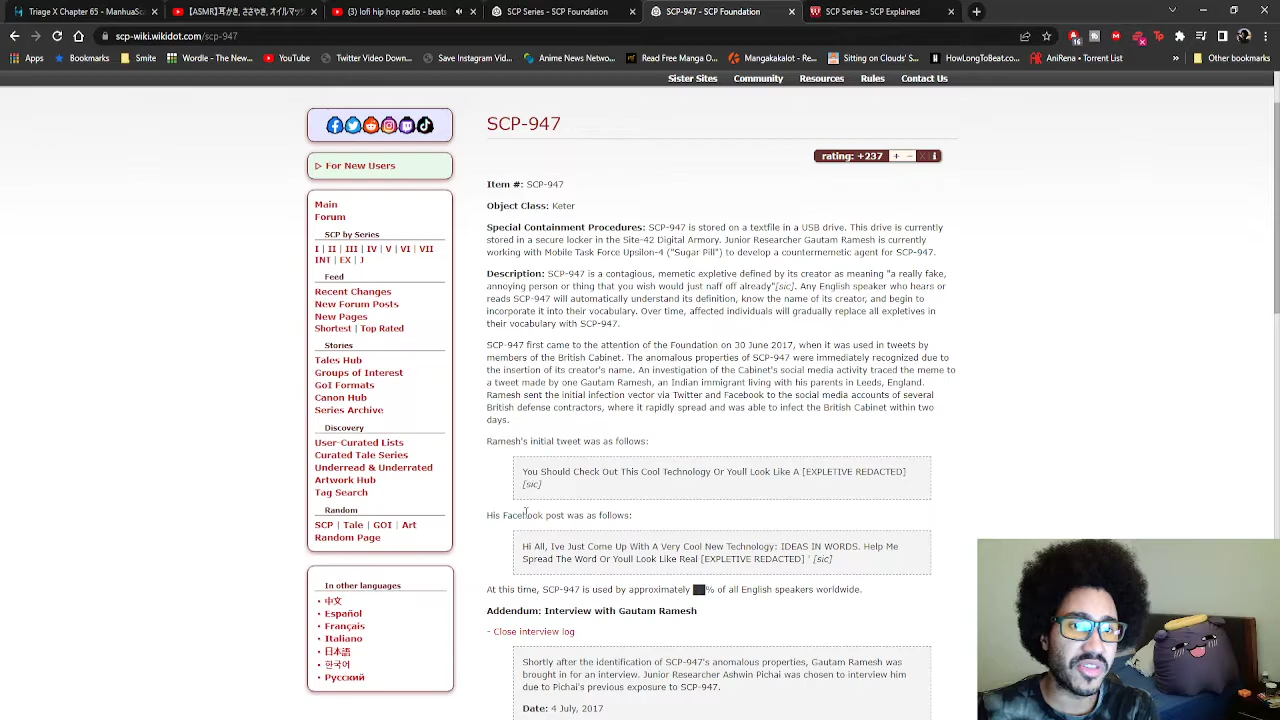 Triage X Chapter 65 - ManhuaSc
【ASMR】耳かき、ささやき、オイルマッ
(3) lofi hip hop radio - beats
SCP Series - SCP Foundation
SCP-947 - SCP Foundation
SCP Series - SCP Explained
scp-wiki.wikidot.com/scp-947
16
Apps
Bookmarks
Smite
Wordle - The New...
YouTube
Twitter Video Down...
Save Instagram Vid...
Anime News Netwo...
Read Free Manga O...
Mangakakalot - Re...
Sitting on Clouds' S...
HowLongToBeat.co...
AniRena | Torrent List
»
Other bookmarks
Sister Sites
Community
Resources
Rules
Contact Us
▷ For New Users
Main
Forum
SCP by Series
I | II | III | IV | V | VI | VII
INT | EX | J
Feed
Recent Changes
New Forum Posts
New Pages
Shortest | Top Rated
Stories
Tales Hub
Groups of Interest
GoI Formats
Canon Hub
Series Archive
Discovery
User-Curated Lists
Curated Tale Series
Underread & Underrated
Artwork Hub
Tag Search
Random
SCP | Tale | GOI | Art
Random Page
In other languages
中文
Español
Français
Italiano
日本語
한국어
Русский
SCP-947
rating: +237 + – X i
Item #: SCP-947
Object Class: Keter
Special Containment Procedures: SCP-947 is stored on a textfile in a USB drive. This drive is currently
stored in a secure locker in the Site-42 Digital Armory. Junior Researcher Gautam Ramesh is currently
working with Mobile Task Force Upsilon-4 ("Sugar Pill") to develop a countermemetic agent for SCP-947.
Description: SCP-947 is a contagious, memetic expletive defined by its creator as meaning "a really fake,
annoying person or thing that you wish would just naff off already"[sic]. Any English speaker who hears or
reads SCP-947 will automatically understand its definition, know the name of its creator, and begin to
incorporate it into their vocabulary. Over time, affected individuals will gradually replace all expletives in
their vocabulary with SCP-947.
SCP-947 first came to the attention of the Foundation on 30 June 2017, when it was used in tweets by
members of the British Cabinet. The anomalous properties of SCP-947 were immediately recognized due to
the insertion of its creator's name. An investigation of the Cabinet's social media activity traced the meme to
a tweet made by one Gautam Ramesh, an Indian immigrant living with his parents in Leeds, England.
Ramesh sent the initial infection vector via Twitter and Facebook to the social media accounts of several
British defense contractors, where it rapidly spread and was able to infect the British Cabinet within two
days.
Ramesh's initial tweet was as follows:
You Should Check Out This Cool Technology Or Youll Look Like A [EXPLETIVE REDACTED]
[sic]
His Facebook post was as follows:
Hi All, Ive Just Come Up With A Very Cool New Technology: IDEAS IN WORDS. Help Me
Spread The Word Or Youll Look Like Real [EXPLETIVE REDACTED] ' [sic]
At this time, SCP-947 is used by approximately ██% of all English speakers worldwide.
Addendum: Interview with Gautam Ramesh
- Close interview log
Shortly after the identification of SCP-947's anomalous properties, Gautam Ramesh was
brought in for an interview. Junior Researcher Ashwin Pichai was chosen to interview him
due to Pichai's previous exposure to SCP-947.
Date: 4 July, 2017